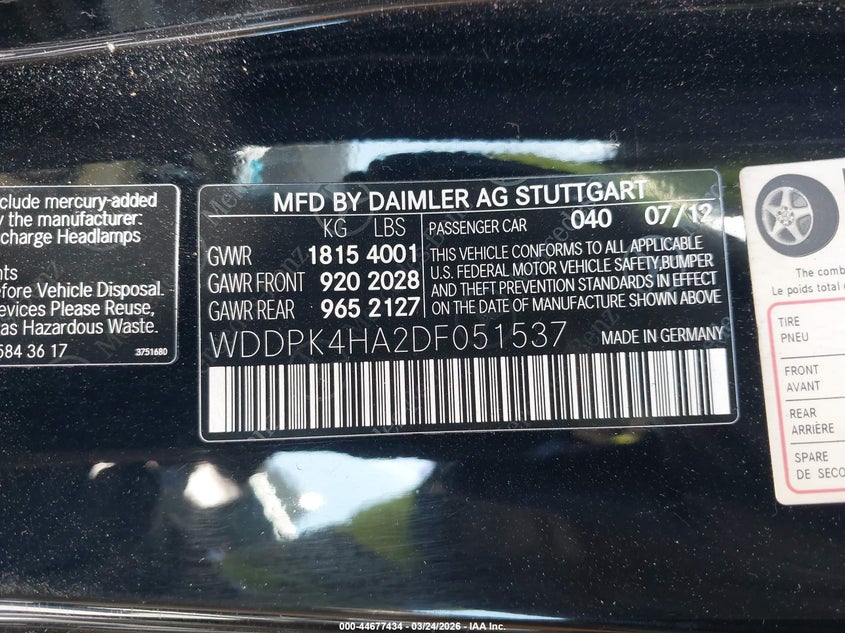 nclude mercury-added
y the manufacturer:
scharge Headlamps
nts
efore Vehicle Disposal.
Devices Please Reuse,
as Hazardous Waste.
584 36 17
3751680
MFD BY DAIMLER AG STUTTGART
KG LBS
GVWR 1815 4001
GAWR FRONT 920 2028
GAWR REAR 965 2127
PASSENGER CAR 040 07/12
THIS VEHICLE CONFORMS TO ALL APPLICABLE
U.S. FEDERAL MOTOR VEHICLE SAFETY,BUMPER
AND THEFT PREVENTION STANDARDS IN EFFECT
ON THE DATE OF MANUFACTURE SHOWN ABOVE
WDDPK4HA2DF051537 MADE IN GERMANY
The comb
Le poids total
TIRE
PNEU
FRONT
AVANT
REAR
ARRIÈRE
SPARE
DE SECO
000-44677434 - 03/24/2026 - IAA Inc.